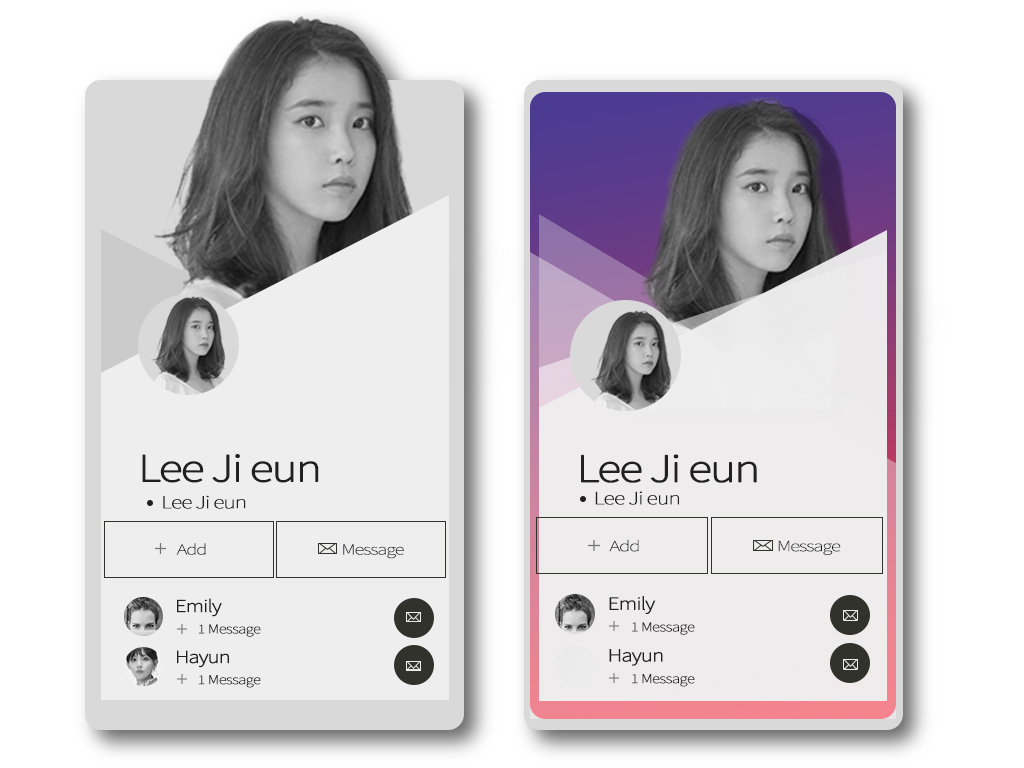 Lee Ji eun
• Lee Ji eun
+ Add
Message
Emily
+ 1 Message
Hayun
+ 1 Message
Lee Ji eun
• Lee Ji eun
+ Add
Message
Emily
+ 1 Message
Hayun
+ 1 Message